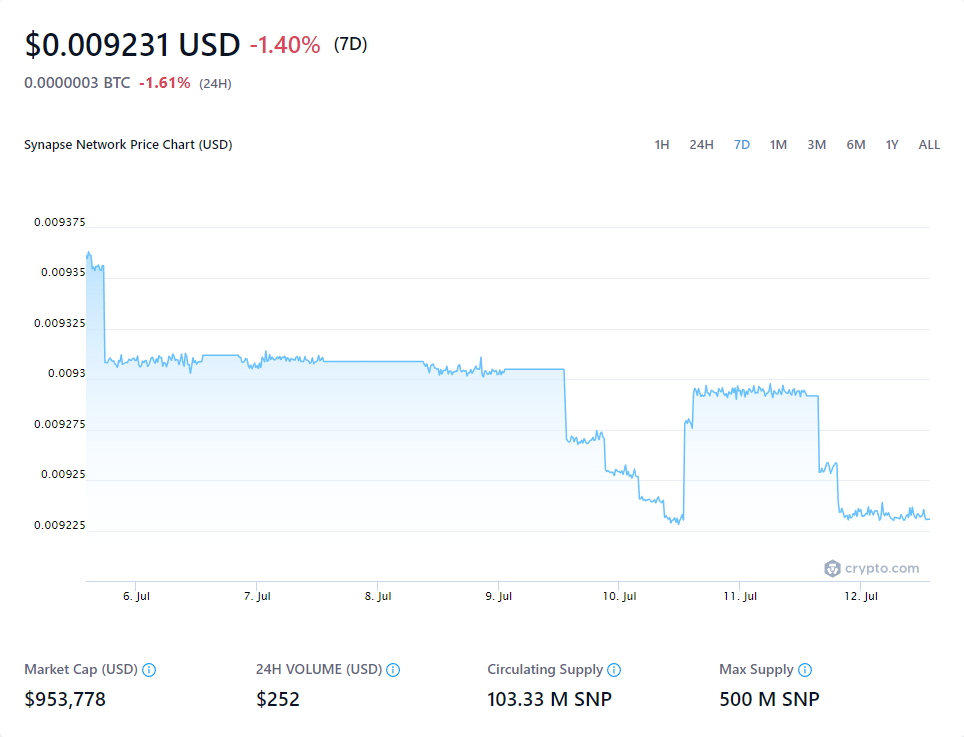 $0.009231 USD -1.40% (7D)
0.0000003 BTC -1.61% (24H)
Synapse Network Price Chart (USD)
1H 24H 7D 1M 3M 6M 1Y ALL
0.009375
0.00935
0.009325
0.0093
0.009275
0.00925
0.009225
crypto.com
6. Jul 7. Jul 8. Jul 9. Jul 10. Jul 11. Jul 12. Jul
Market Cap (USD) 24H VOLUME (USD) Circulating Supply Max Supply
$953,778 $252 103.33 M SNP 500 M SNP